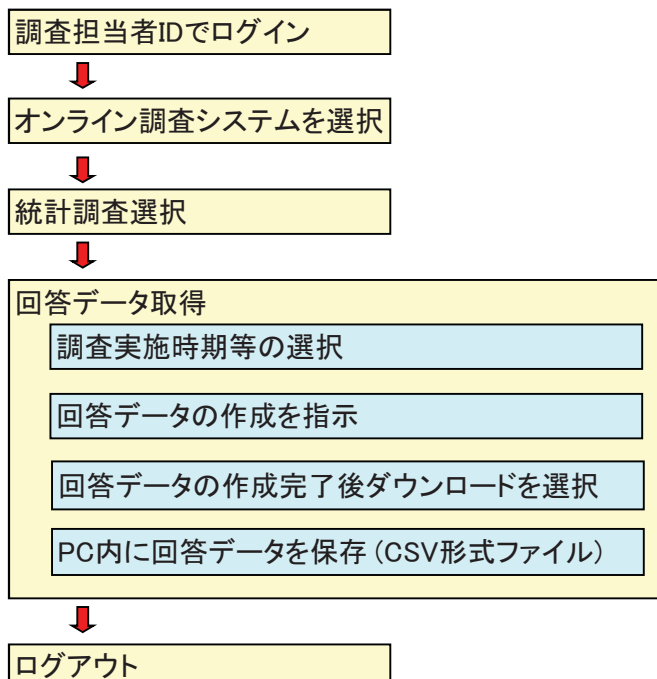 調査担当者IDでログイン
オンライン調査システムを選択
統計調査選択
回答データ取得
調査実施時期等の選択
回答データの作成を指示
回答データの作成完了後ダウンロードを選択
PC内に回答データを保存（CSV形式ファイル）
ログアウト